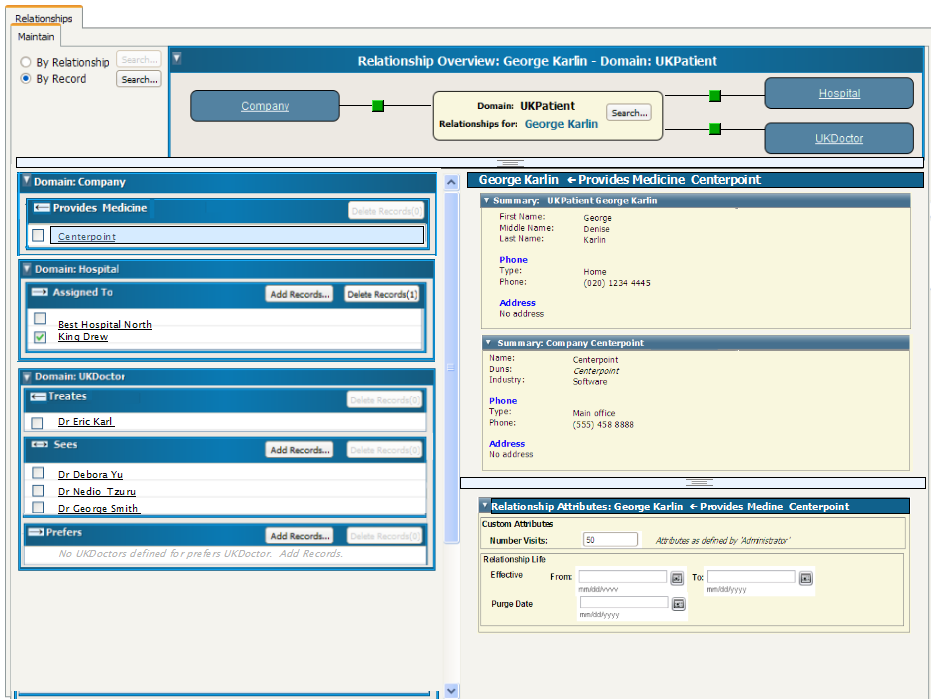 Relationships
Maintain
By Relationship Search...
By Record Search...
Relationship Overview: George Karlin - Domain: UKPatient
Company
Domain: UKPatient
Relationships for: George Karlin
Search...
Hospital
UKDoctor
Domain: Company
Provides Medicine Delete Records(0)
Centerpoint
Domain: Hospital
Assigned To Add Records... Delete Records(1)
Best Hospital North
King Drew
Domain: UKDoctor
Treates Delete Records(0)
Dr Eric Karl
Sees Add Records... Delete Records(0)
Dr Debora Yu
Dr Nedio Tzuru
Dr George Smith
Prefers Add Records... Delete Records(0)
No UKDoctors defined for prefers UKDoctor. Add Records.
George Karlin ← Provides Medicine Centerpoint
Summary: UKPatient George Karlin
First Name: George
Middle Name: Denise
Last Name: Karlin
Phone
Type: Home
Phone: (020) 1234 4445
Address
No address
Summary: Company Centerpoint
Name: Centerpoint
Duns: Centerpoint
Industry: Software
Phone
Type: Main office
Phone: (555) 458 8888
Address
No address
Relationship Attributes: George Karlin ← Provides Medine Centerpoint
Custom Attributes
Number Visits: 50 Attributes as defined by 'Administrator'
Relationship Life
Effective From: To:
mm/dd/yyyy mm/dd/yyyy
Purge Date
mm/dd/yyyy